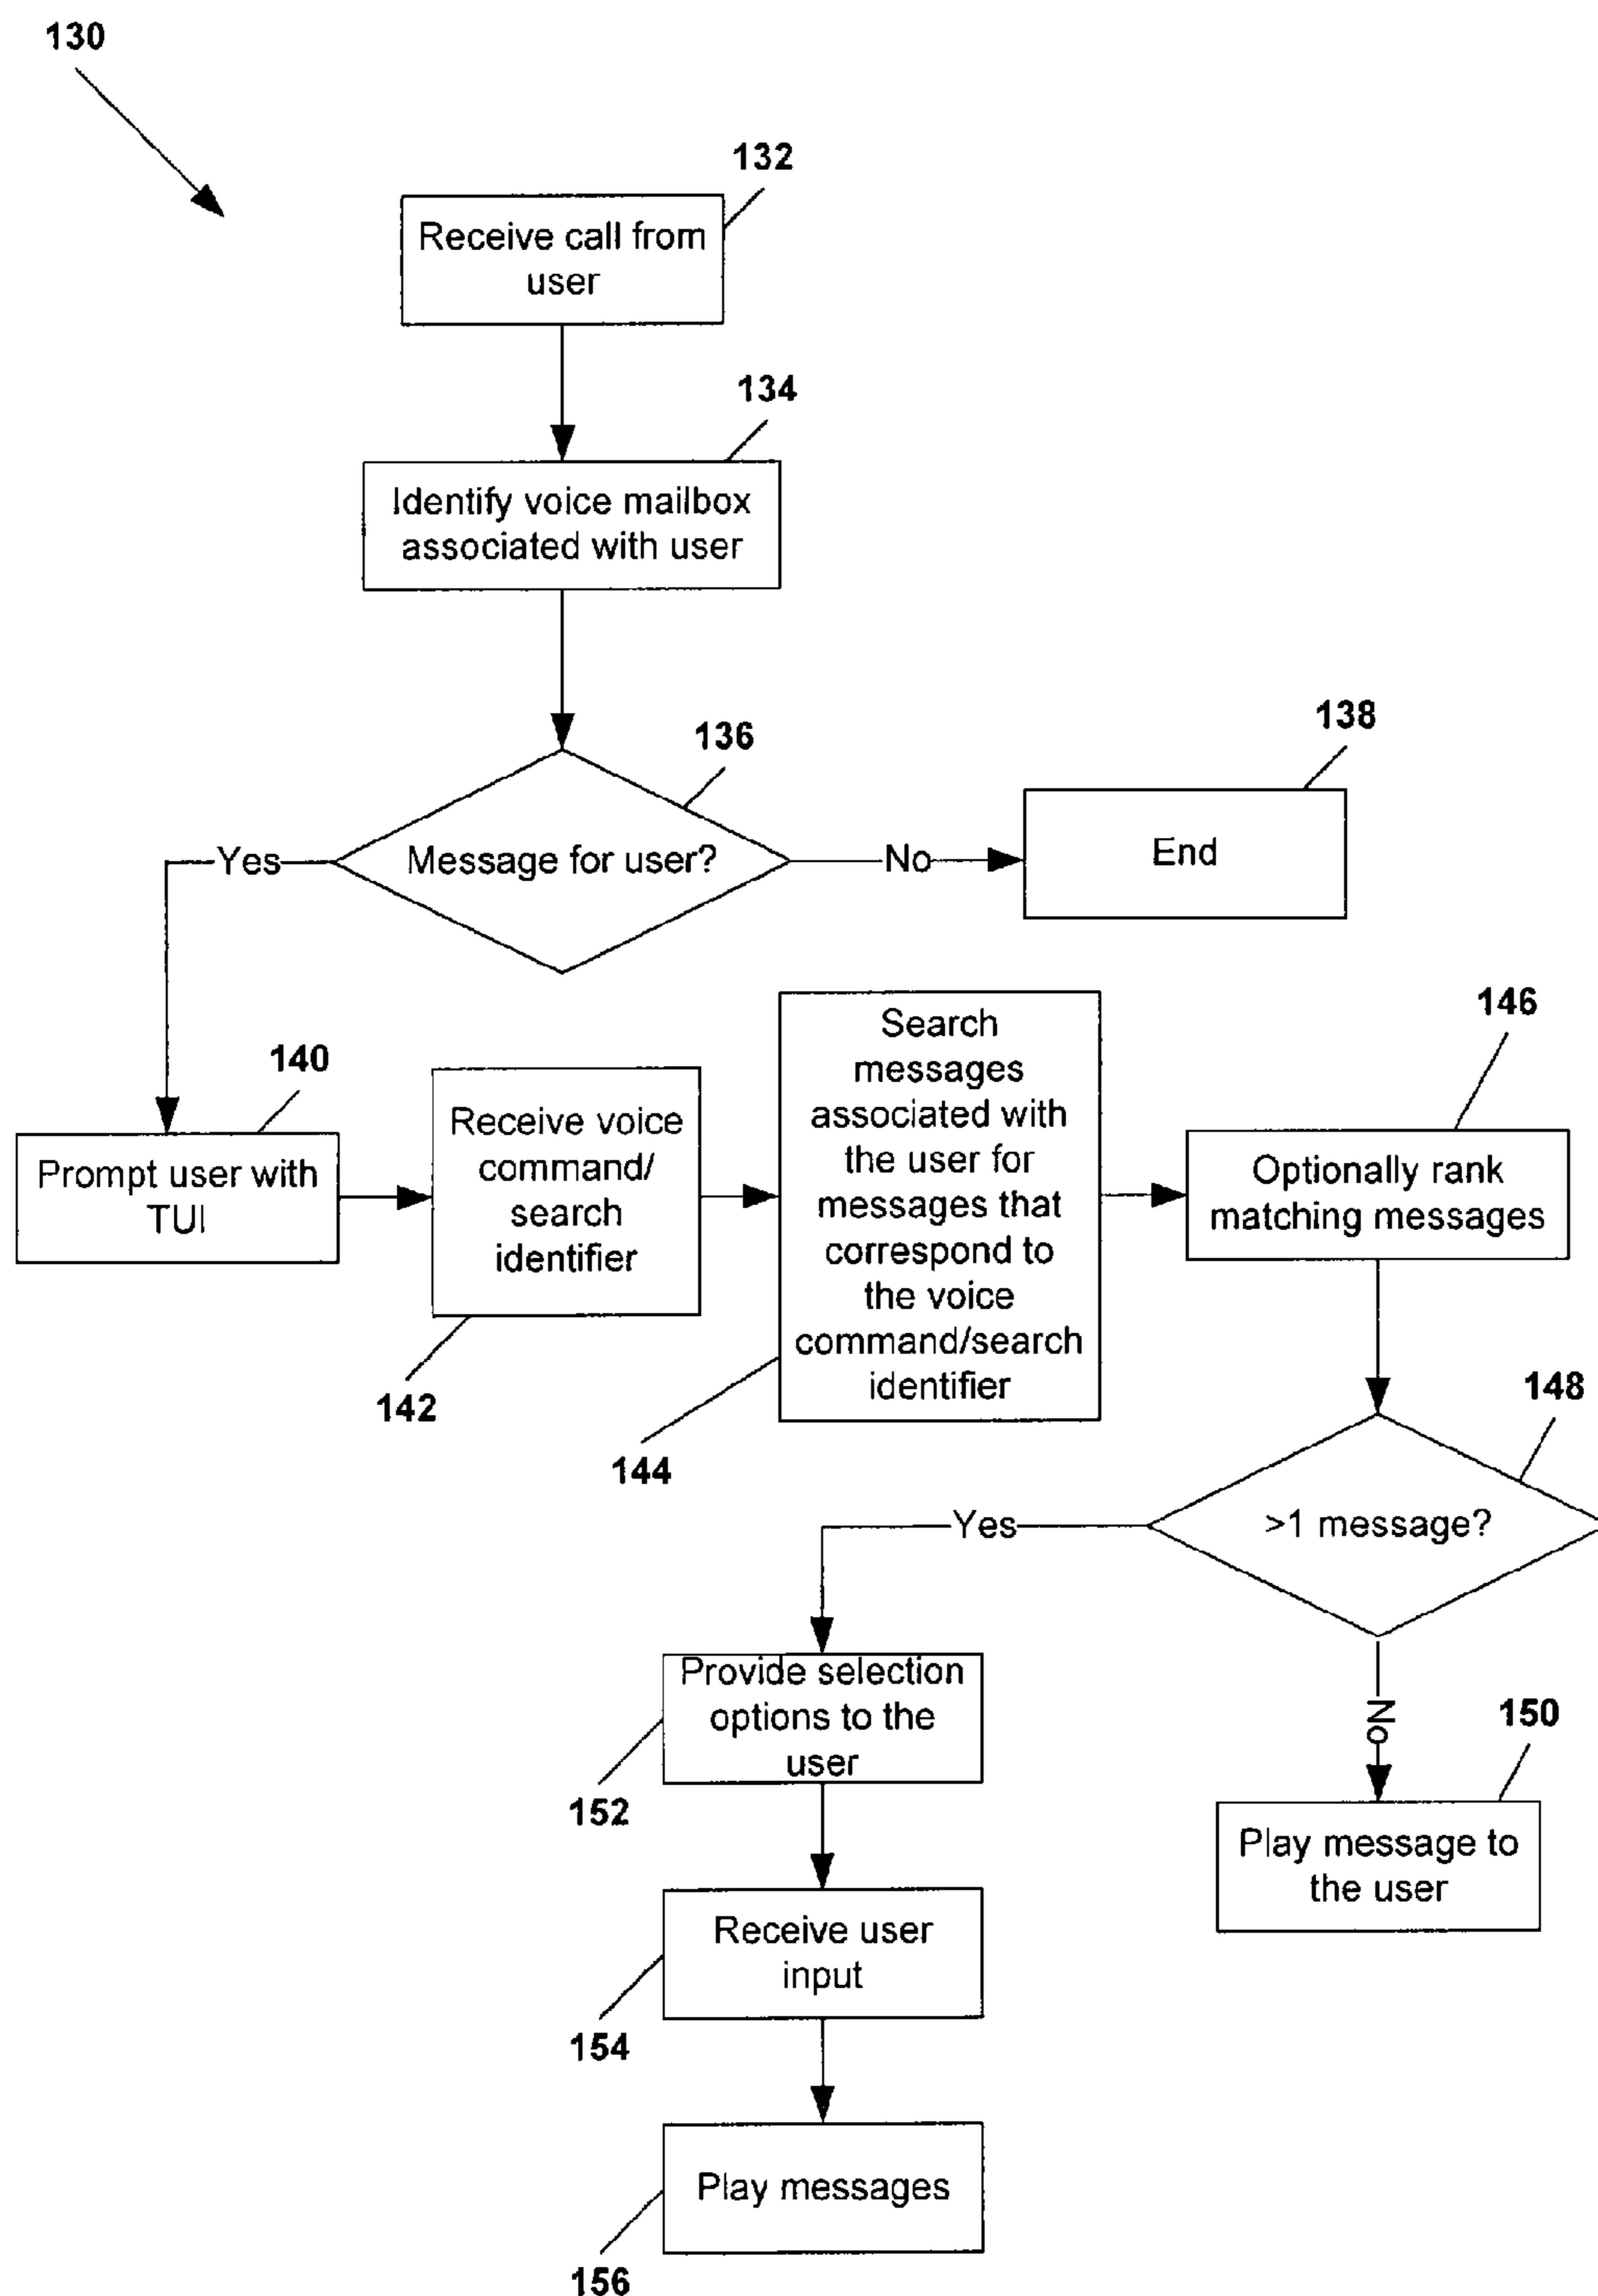 130
132
Receive call from
user
134
Identify voice mailbox
associated with user
136
138
Message for user?
Yes
No
End
140
Prompt user with
TUI
142
Receive voice
command/
search
identifier
144
Search
messages
associated with
the user for
messages that
correspond to
the voice
command/search
identifier
146
Optionally rank
matching messages
148
>1 message?
Yes
No
150
Play message to
the user
152
Provide selection
options to the
user
154
Receive user
input
156
Play messages